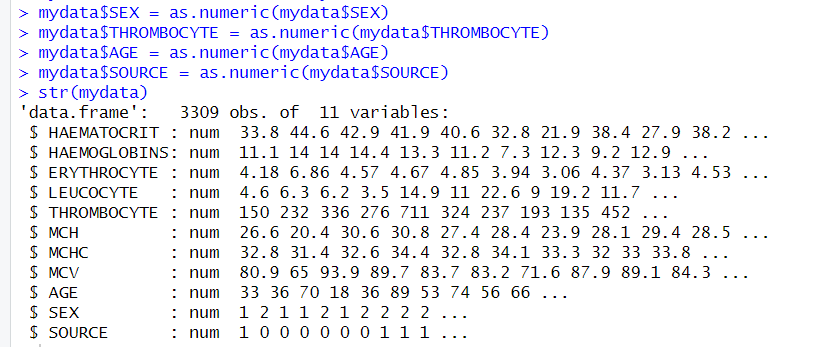 > mydata$SEX = as.numeric(mydata$SEX)
> mydata$THROMBOCYTE = as.numeric(mydata$THROMBOCYTE)
> mydata$AGE = as.numeric(mydata$AGE)
> mydata$SOURCE = as.numeric(mydata$SOURCE)
> str(mydata)
'data.frame':   3309 obs. of  11 variables:
 $ HAEMATOCRIT : num  33.8 44.6 42.9 41.9 40.6 32.8 21.9 38.4 27.9 38.2 ...
 $ HAEMOGLOBINS: num  11.1 14 14 14.4 13.3 11.2 7.3 12.3 9.2 12.9 ...
 $ ERYTHROCYTE : num  4.18 6.86 4.57 4.67 4.85 3.94 3.06 4.37 3.13 4.53 ...
 $ LEUCOCYTE   : num  4.6 6.3 6.2 3.5 14.9 11 22.6 9 19.2 11.7 ...
 $ THROMBOCYTE : num  150 232 336 276 711 324 237 193 135 452 ...
 $ MCH         : num  26.6 20.4 30.6 30.8 27.4 28.4 23.9 28.1 29.4 28.5 ...
 $ MCHC        : num  32.8 31.4 32.6 34.4 32.8 34.1 33.3 32 33 33.8 ...
 $ MCV         : num  80.9 65 93.9 89.7 83.7 83.2 71.6 87.9 89.1 84.3 ...
 $ AGE         : num  33 36 70 18 36 89 53 74 56 66 ...
 $ SEX         : num  1 2 1 1 2 1 2 2 2 2 ...
 $ SOURCE      : num  1 0 0 0 0 0 0 1 1 1 ...